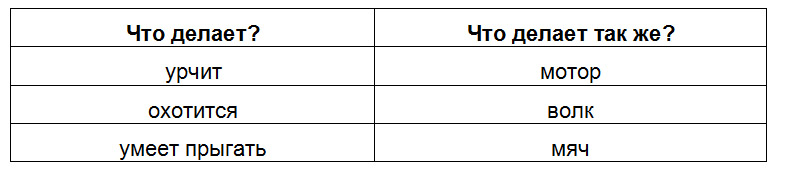 Что делает? Что делает так же?
урчит мотор
охотится волк
умеет прыгать мяч